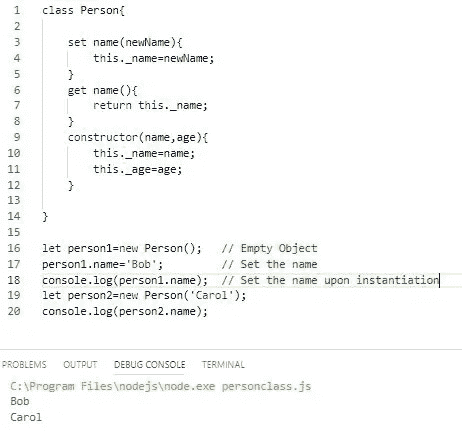 1 class Person{
2
3     set name(newName){
4         this._name=newName;
5     }
6     get name(){
7         return this._name;
8     }
9     constructor(name,age){
10         this._name=name;
11         this._age=age;
12     }
13
14 }
15
16 let person1=new Person();   // Empty Object
17 person1.name='Bob';         // Set the name
18 console.log(person1.name);  // Set the name upon instantiation
19 let person2=new Person('Carol');
20 console.log(person2.name);
PROBLEMS OUTPUT DEBUG CONSOLE TERMINAL
C:\Program Files\nodejs\node.exe personclass.js
Bob
Carol